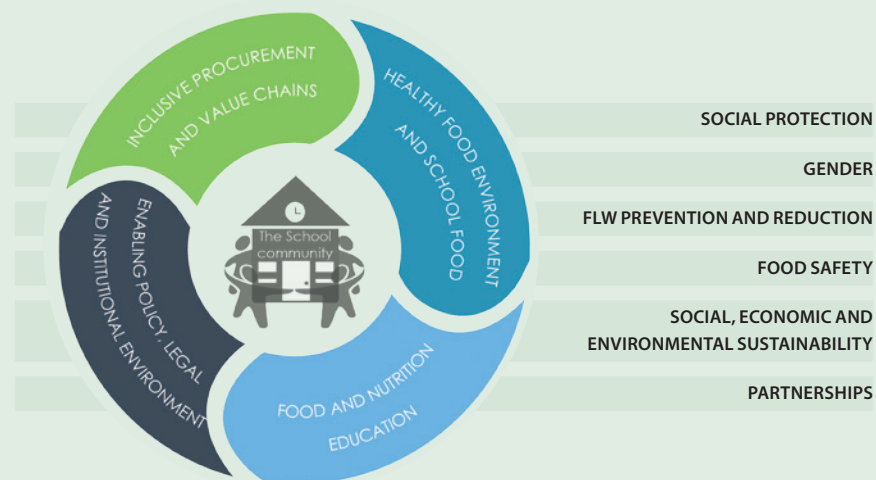 INCLUSIVE PROCUREMENT
AND VALUE CHAINS
HEALTHY FOOD ENVIRONMENT
AND SCHOOL FOOD
ENABLING POLICY, LEGAL
AND INSTITUTIONAL ENVIRONMENT
FOOD AND NUTRITION
EDUCATION
The School
community
SOCIAL PROTECTION
GENDER
FLW PREVENTION AND REDUCTION
FOOD SAFETY
SOCIAL, ECONOMIC AND
ENVIRONMENTAL SUSTAINABILITY
PARTNERSHIPS